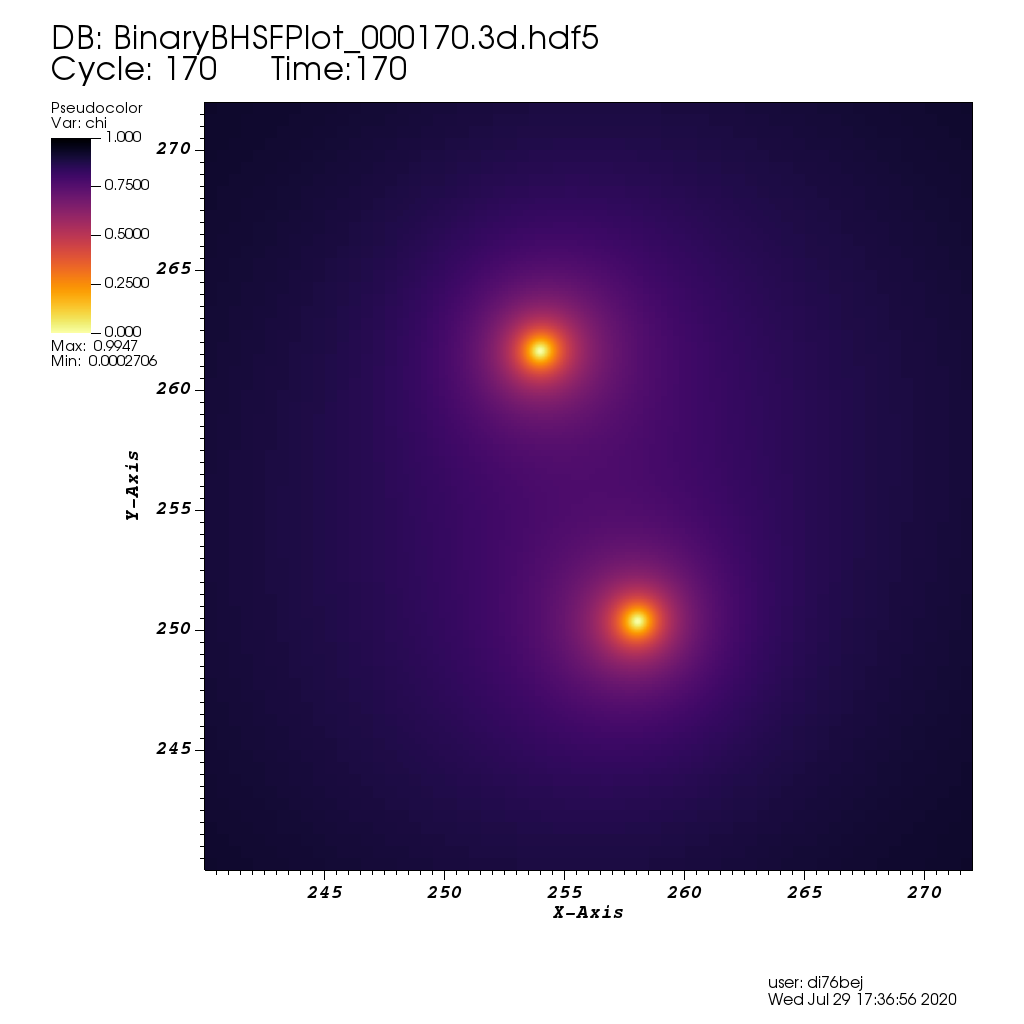 DB: BinaryBHSFPlot_000170.3d.hdf5
Cycle: 170 Time:170
Pseudocolor
Var: chi
1.000
0.7500
0.5000
0.2500
0.000
Max: 0.9947
Min: 0.0002706
270
265
260
255
250
245
Y-Axis
245 250 255 260 265 270
X-Axis
user: di76bej
Wed Jul 29 17:36:56 2020